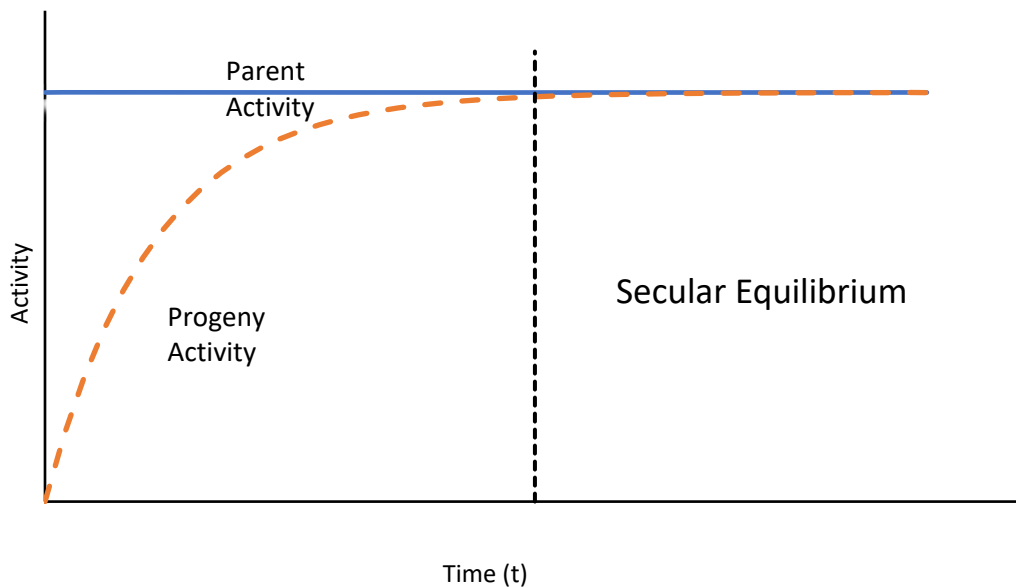 Parent
Activity
Activity
Progeny
Activity
Secular Equilibrium
Time (t)